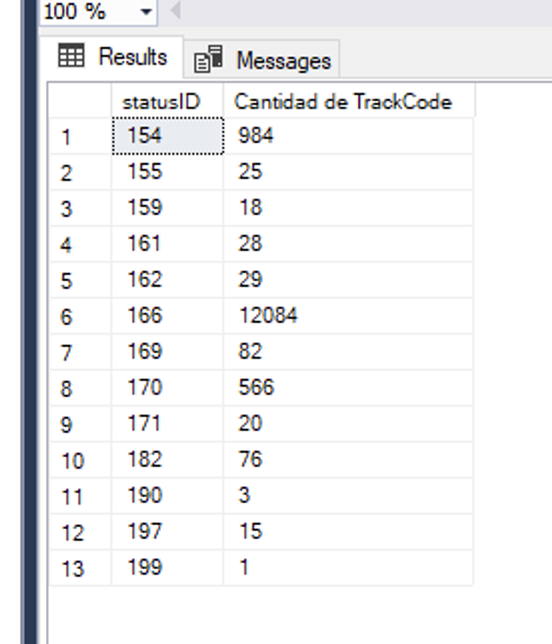 100 %
Results Messages
statusID Cantidad de TrackCode
1 154 984
2 155 25
3 159 18
4 161 28
5 162 29
6 166 12084
7 169 82
8 170 566
9 171 20
10 182 76
11 190 3
12 197 15
13 199 1